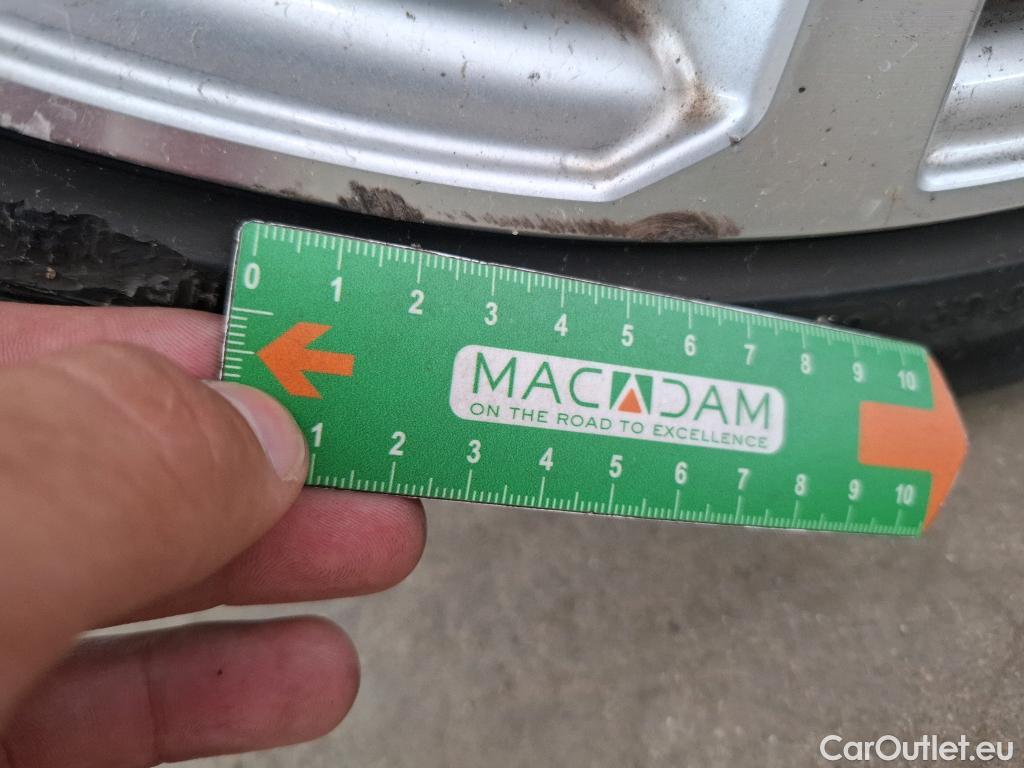 0 1 2 3 4 5 6 7 8 9 10
MACADAM
ON THE ROAD TO EXCELLENCE
1 2 3 4 5 6 7 8 9 10
CarOutlet.eu